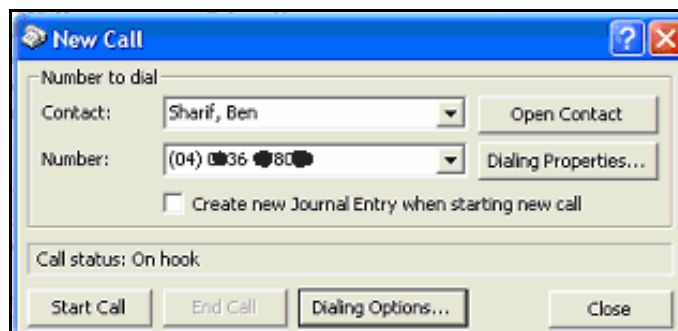 New Call
Number to dial
Contact: Sharif, Ben Open Contact
Number: (04) 36 80 Dialing Properties...
Create new Journal Entry when starting new call
Call status: On hook
Start Call End Call Dialing Options... Close